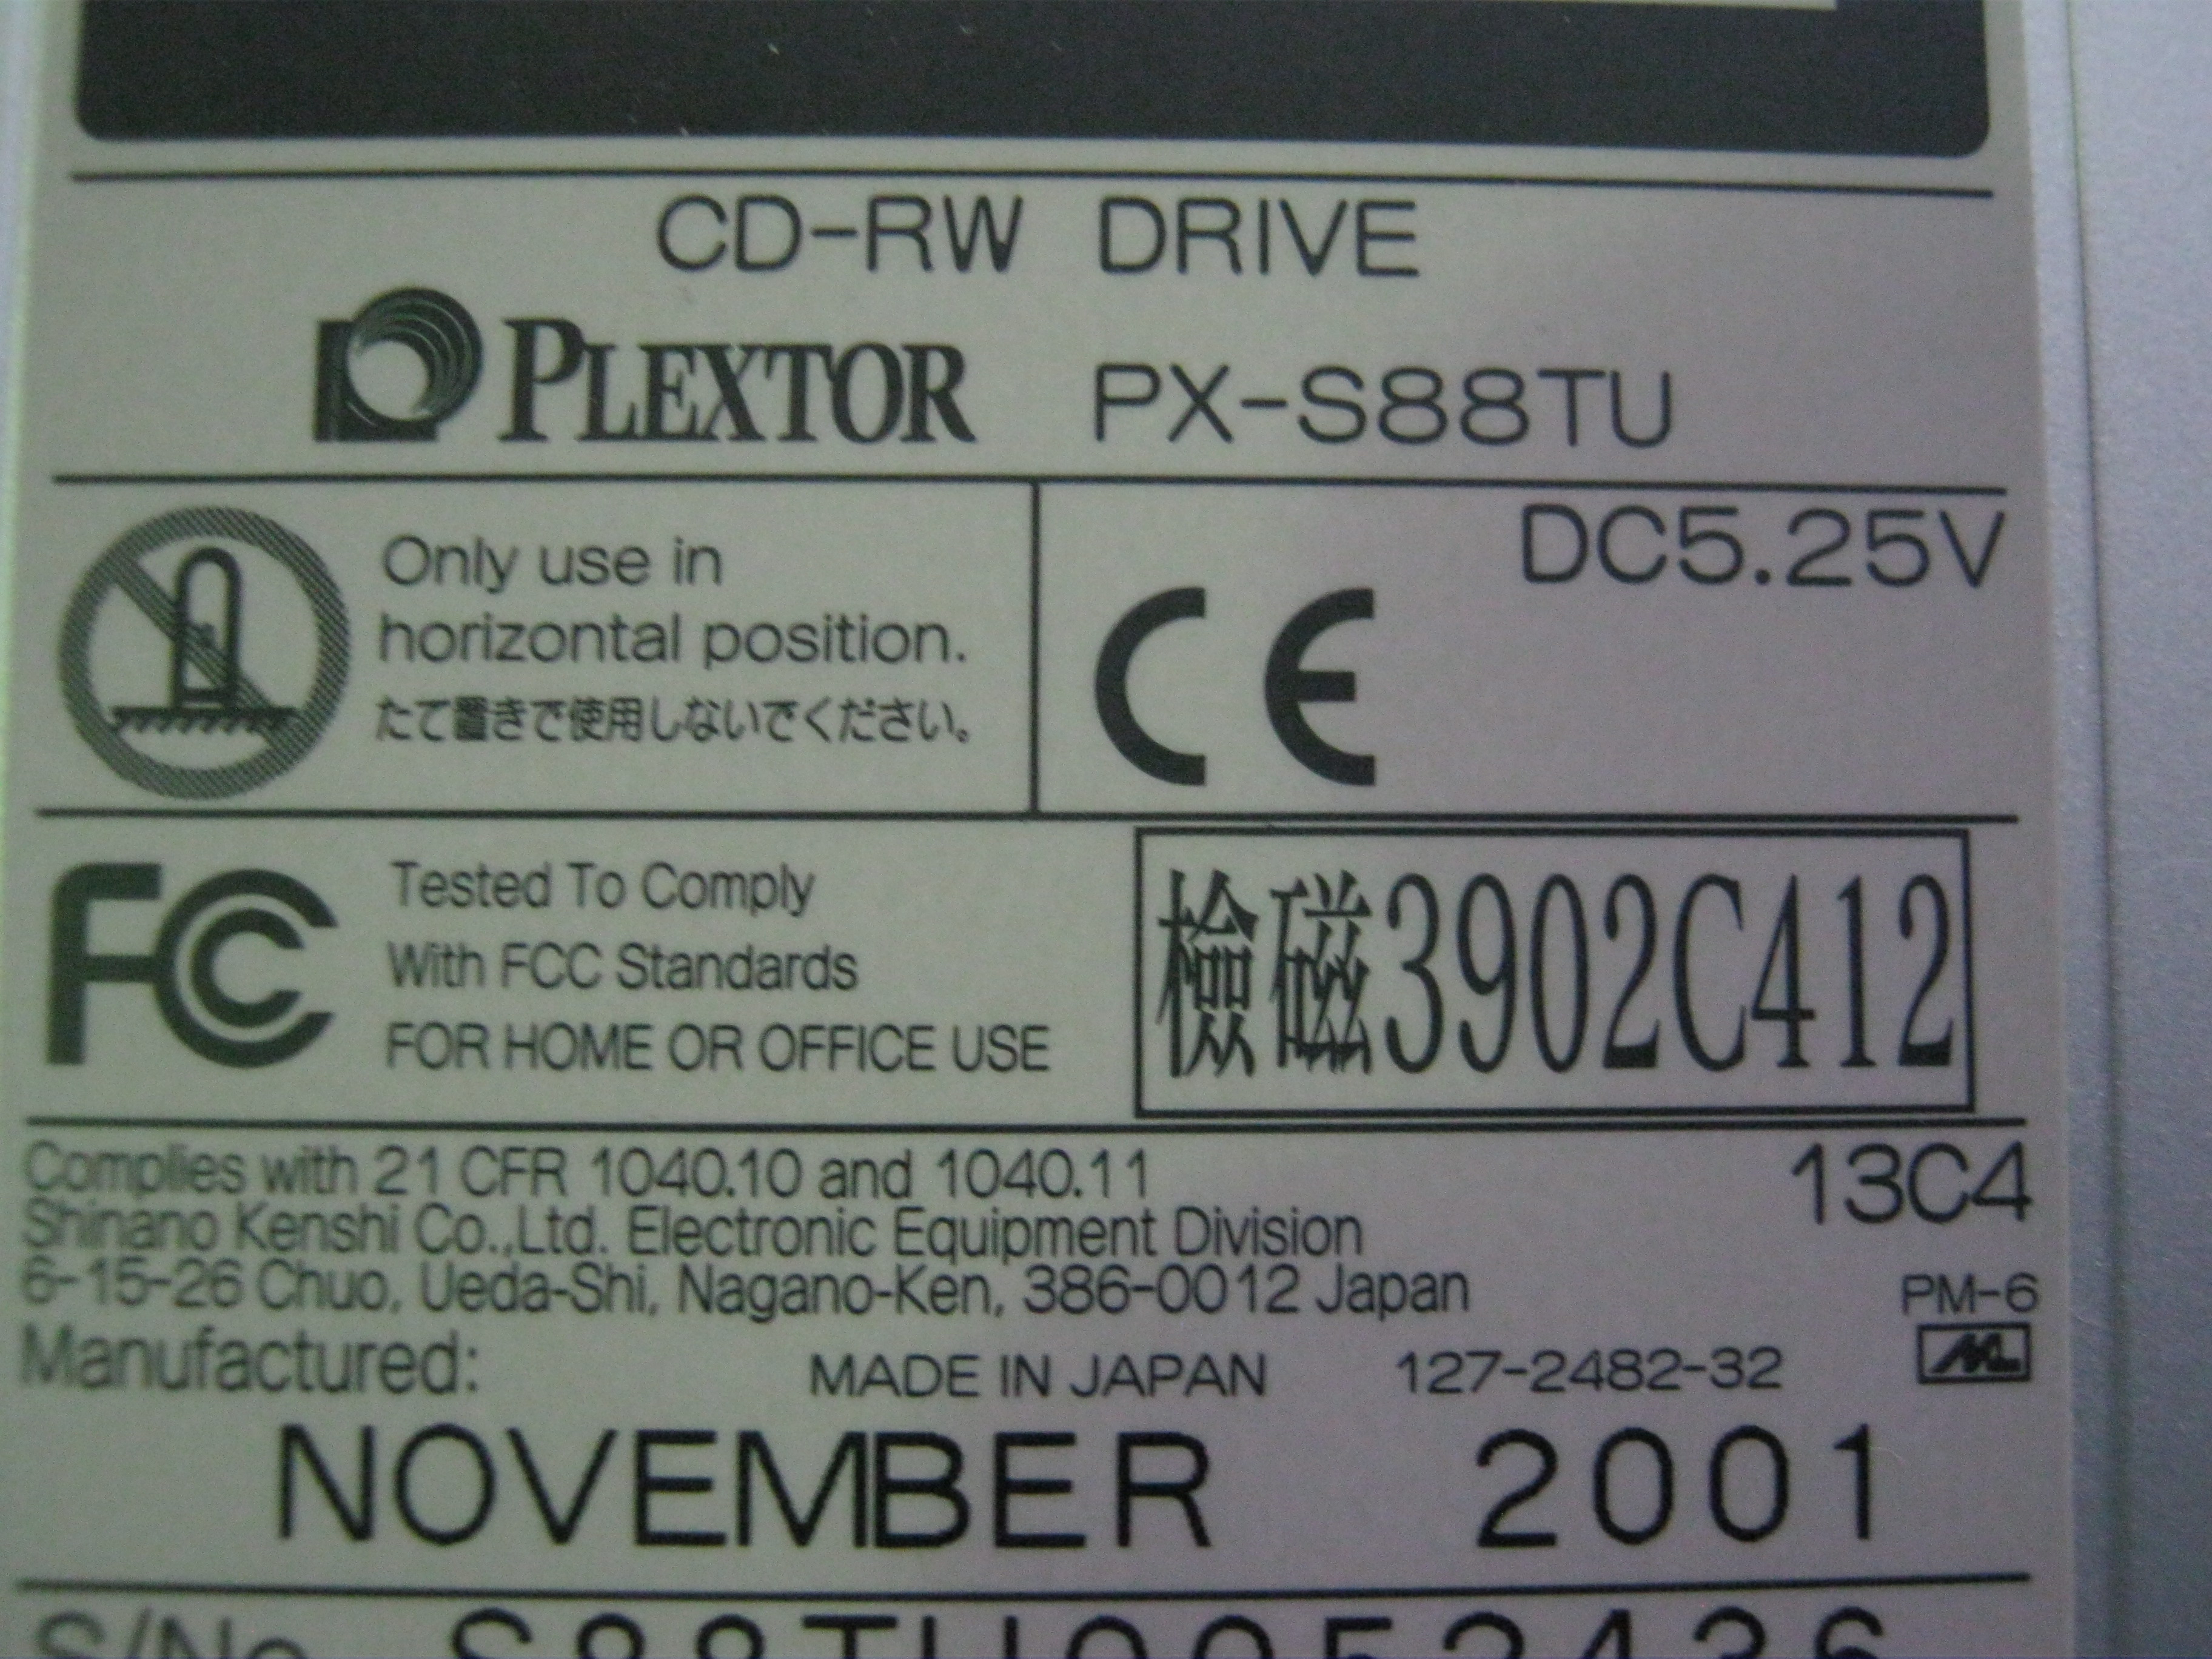 CD-RW DRIVE
PLEXTOR PX-S88TU
Only use in
horizontal position.
たて置きで使用しないでください。
DC5.25V
CE
FC
Tested To Comply
With FCC Standards
FOR HOME OR OFFICE USE
檢磁3902C412
Complies with 21 CFR 1040.10 and 1040.11
13C4
Shinano Kenshi Co.,Ltd. Electronic Equipment Division
6-15-26 Chuo, Ueda-Shi, Nagano-Ken, 386-0012 Japan
PM-6
Manufactured:
MADE IN JAPAN 127-2482-32
NOVEMBER 2001
S/No.